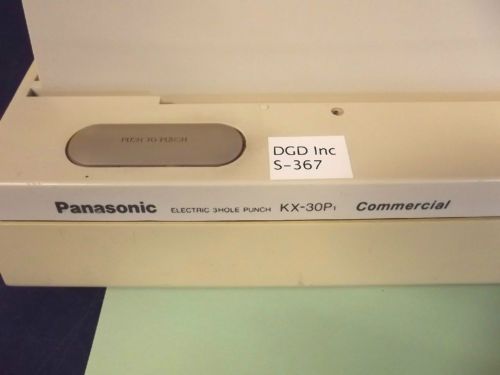 PUSH TO PUNCH
DGD Inc
S-367
Panasonic ELECTRIC 3HOLE PUNCH KX-30P1 Commercial